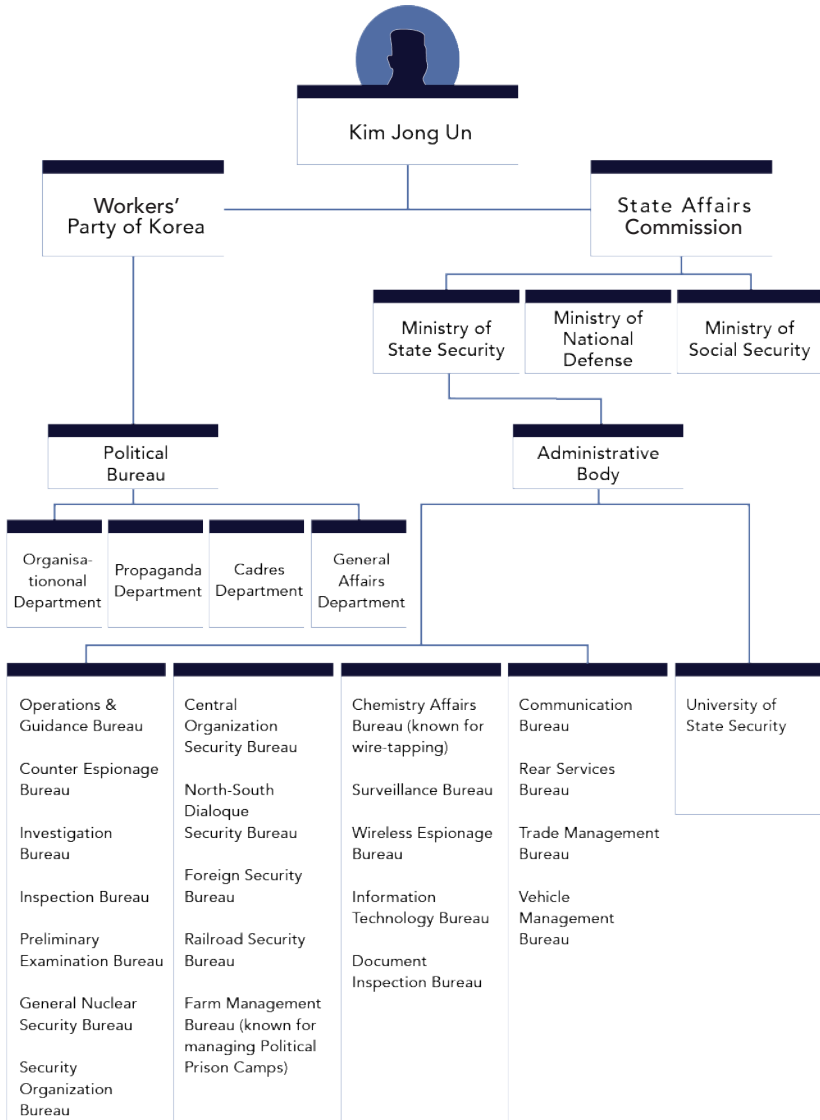 Kim Jong Un
Workers’
Party of Korea
State Affairs
Commission
Ministry of
State Security
Ministry of
National
Defense
Ministry of
Social Security
Political
Bureau
Administrative
Body
Organisa-
tiononal
Department
Propaganda
Department
Cadres
Department
General
Affairs
Department
Operations &
Guidance Bureau
Counter Espionage
Bureau
Investigation
Bureau
Inspection Bureau
Preliminary
Examination Bureau
General Nuclear
Security Bureau
Security
Organization
Bureau
Central
Organization
Security Bureau
North-South
Dialoque
Security Bureau
Foreign Security
Bureau
Railroad Security
Bureau
Farm Management
Bureau (known for
managing Political
Prison Camps)
Chemistry Affairs
Bureau (known for
wire-tapping)
Surveillance Bureau
Wireless Espionage
Bureau
Information
Technology Bureau
Document
Inspection Bureau
Communication
Bureau
Rear Services
Bureau
Trade Management
Bureau
Vehicle
Management
Bureau
University of
State Security